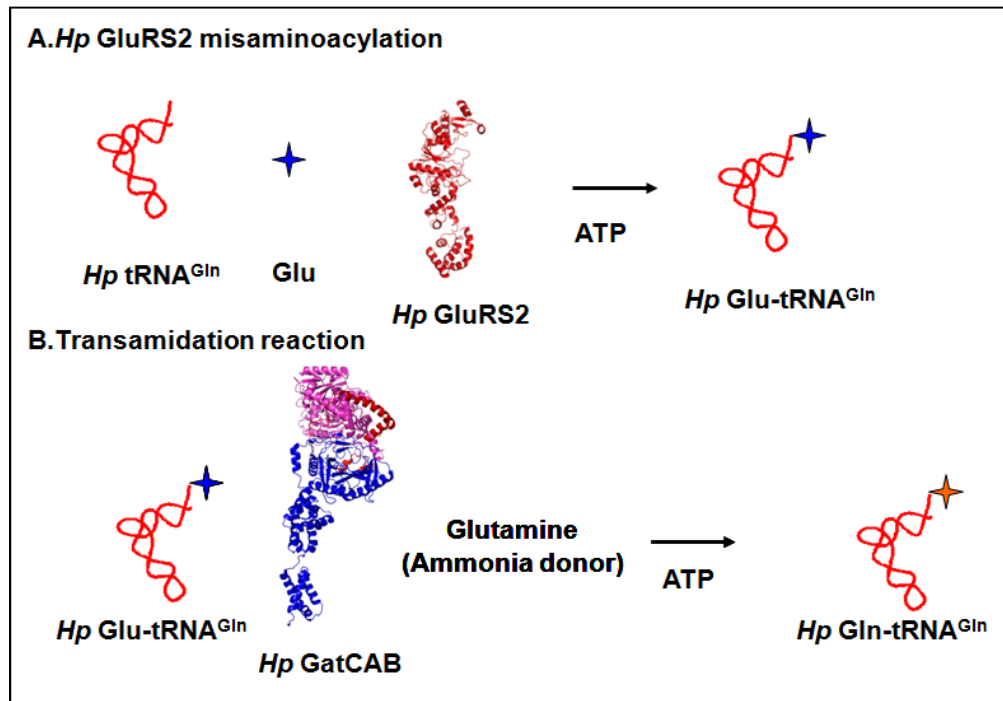 A.Hp GluRS2 misaminoacylation
Hp tRNAGln
Glu
Hp GluRS2
ATP
Hp Glu-tRNAGln
B.Transamidation reaction
Hp Glu-tRNAGln
Hp GatCAB
Glutamine
(Ammonia donor)
ATP
Hp Gln-tRNAGln